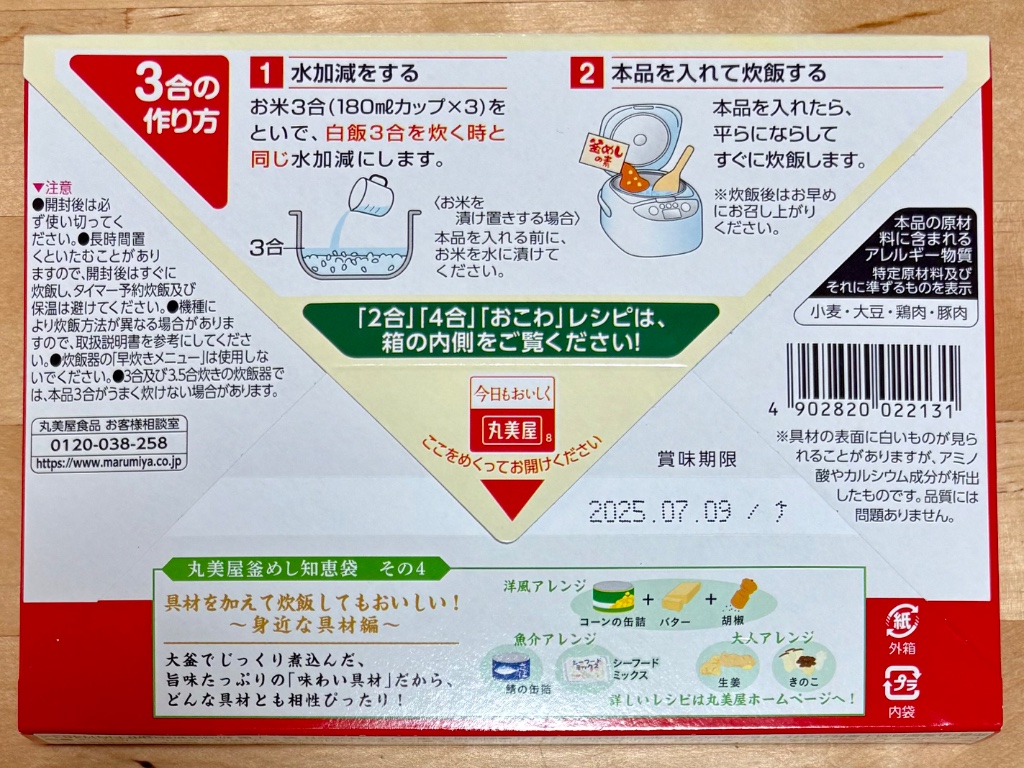 3合の
作り方
1 水加減をする
お米3合(180㎖カップ×3)を
といで、白飯3合を炊く時と
同じ水加減にします。
3合
〈お米を
漬け置きする場合〉
本品を入れる前に、
お米を水に漬けて
ください。
2 本品を入れて炊飯する
釜めし
の素
本品を入れたら、
平らにならして
すぐに炊飯します。
※炊飯後はお早め
にお召し上がり
ください。
▼注意
●開封後は必
ず使い切ってく
ださい。●長時間置
くといたむことがあり
ますので、開封後はすぐに
炊飯し、タイマー予約炊飯及び
保温は避けてください。●機種に
より炊飯方法が異なる場合がありま
すので、取扱説明書を参考にしてくださ
い。●炊飯器の「早炊きメニュー」は使用しな
いでください。●3合及び3.5合炊きの炊飯器で
は、本品3合がうまく炊けない場合があります。
丸美屋食品 お客様相談室
0120-038-258
https://www.marumiya.co.jp
「2合」「4合」「おこわ」レシピは、
箱の内側をご覧ください!
今日もおいしく
丸美屋
8
ここをめくってお開けください
本品の原材
料に含まれる
アレルギー物質
特定原材料及び
それに準ずるものを表示
小麦・大豆・鶏肉・豚肉
4 902820 022131
※具材の表面に白いものが見ら
れることがありますが、アミノ
酸やカルシウム成分が析出
したものです。品質には
問題ありません。
賞味期限
2025.07.09 / ﾅ
丸美屋釜めし知恵袋 その4
具材を加えて炊飯してもおいしい!
〜身近な具材編〜
大釜でじっくり煮込んだ、
旨味たっぷりの「味わい具材」だから、
どんな具材とも相性ぴったり!
洋風アレンジ
コーンの缶詰
+
バター
+
胡椒
魚介アレンジ
鯖の缶詰
シーフード
ミックス
大人アレンジ
生姜
きのこ
詳しいレシピは丸美屋ホームページへ!
紙
外箱
プラ
内袋